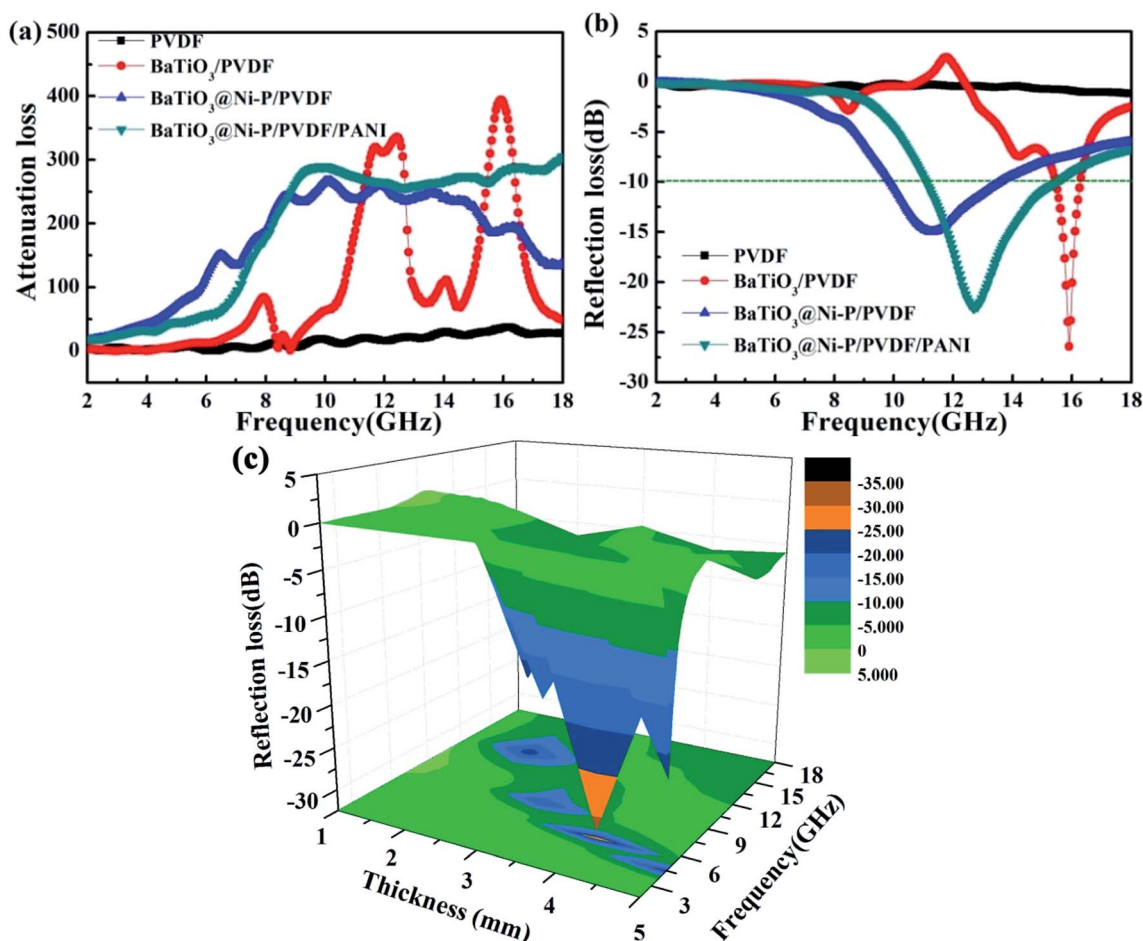 (a)
500
400
300
200
100
0
Attenuation loss
PVDF
BaTiO3/PVDF
BaTiO3@Ni-P/PVDF
BaTiO3@Ni-P/PVDF/PANI
2 4 6 8 10 12 14 16 18
Frequency(GHz)
(b)
5
0
-5
-10
-15
-20
-25
-30
Reflection loss(dB)
PVDF
BaTiO3/PVDF
BaTiO3@Ni-P/PVDF
BaTiO3@Ni-P/PVDF/PANI
2 4 6 8 10 12 14 16 18
Frequency(GHz)
(c)
5
0
-5
-10
-15
-20
-25
-30
Reflection loss(dB)
1 2 3 4 5
Thickness (mm)
3 6 9 12 15 18
Frequency(GHz)
-35.00
-30.00
-25.00
-20.00
-15.00
-10.00
-5.000
0
5.000